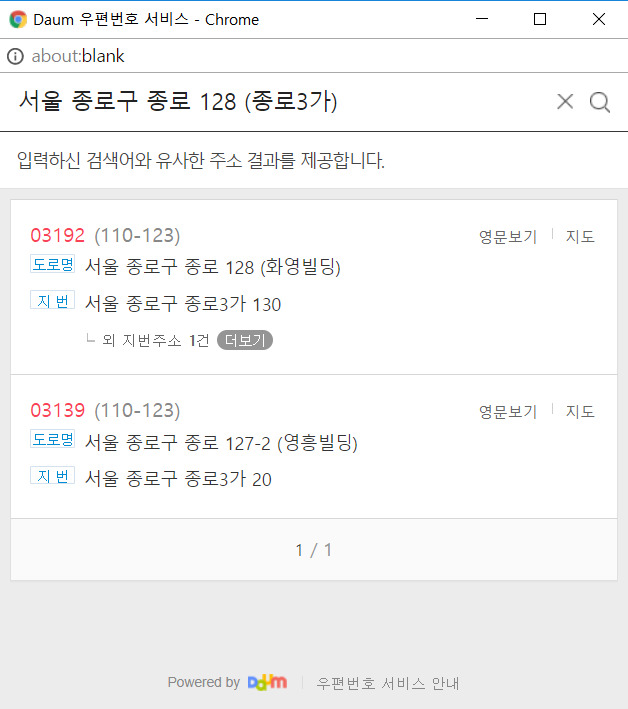 Daum 우편번호 서비스 - Chrome
about:blank
서울 종로구 종로 128 (종로3가)
입력하신 검색어와 유사한 주소 결과를 제공합니다.
03192 (110-123) 영문보기 지도
도로명 서울 종로구 종로 128 (화영빌딩)
지 번 서울 종로구 종로3가 130
└ 외 지번주소 1건 더보기
03139 (110-123) 영문보기 지도
도로명 서울 종로구 종로 127-2 (영흥빌딩)
지 번 서울 종로구 종로3가 20
1 / 1
Powered by Daum 우편번호 서비스 안내